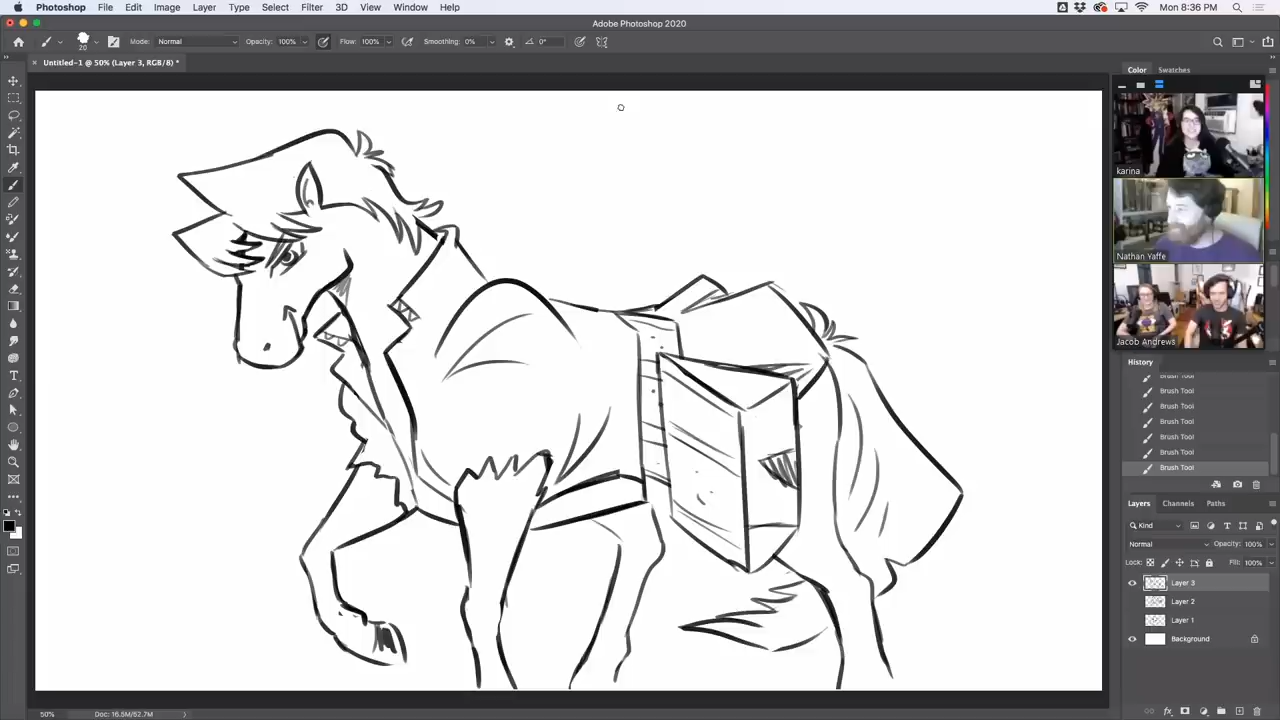 Photoshop File Edit Image Layer Type Select Filter 3D View Window Help Mon 8:36 PM
Adobe Photoshop 2020
20 Mode: Normal Opacity: 100% Flow: 100% Smoothing: 0% 0°
Untitled-1 @ 50% (Layer 3, RGB/8) *
Color Swatches
karina
Nathan Yaffe
Jacob Andrews
History
Brush Tool
Brush Tool
Brush Tool
Brush Tool
Brush Tool
Brush Tool
Brush Tool
Layers Channels Paths
Kind
Normal Opacity: 100%
Lock: Fill: 100%
Layer 3
Layer 2
Layer 1
Background
50% Doc: 16.5M/62.7M